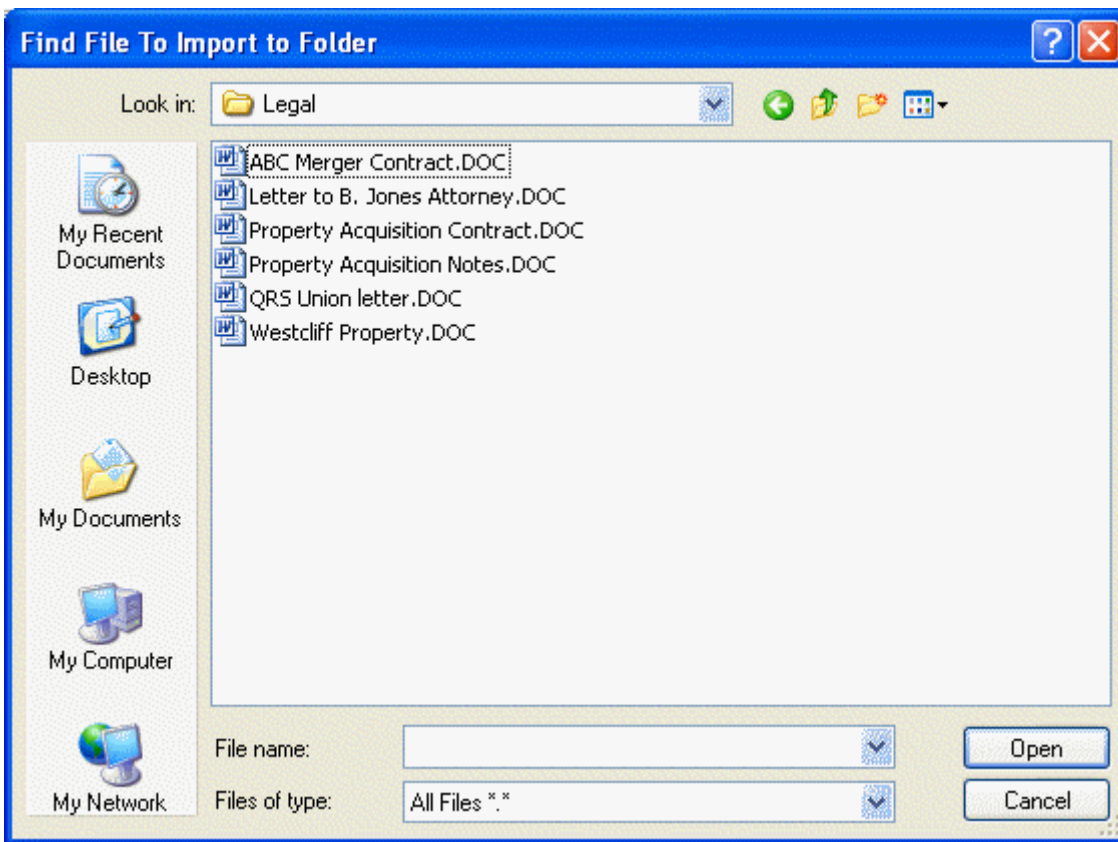 Find File To Import to Folder
Look in: Legal
ABC Merger Contract.DOC
Letter to B. Jones Attorney.DOC
Property Acquisition Contract.DOC
Property Acquisition Notes.DOC
QRS Union letter.DOC
Westcliff Property.DOC
My Recent
Documents
Desktop
My Documents
My Computer
My Network
File name:
Open
Files of type: All Files *.*
Cancel